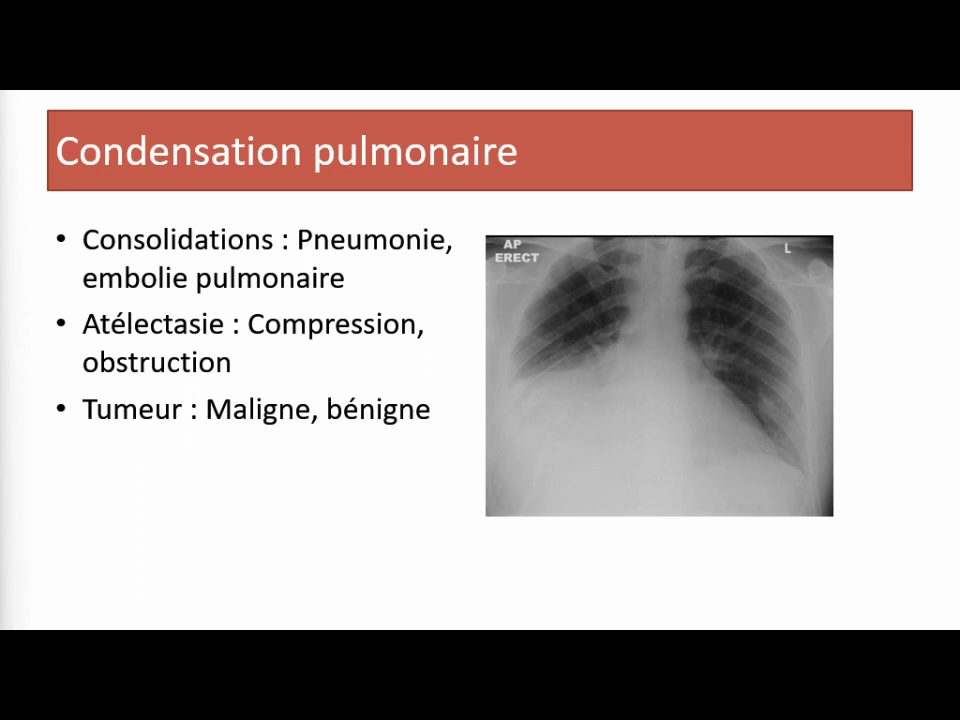 Condensation pulmonaire
• Consolidations : Pneumonie,
embolie pulmonaire
• Atélectasie : Compression,
obstruction
• Tumeur : Maligne, bénigne
AP
ERECT
L